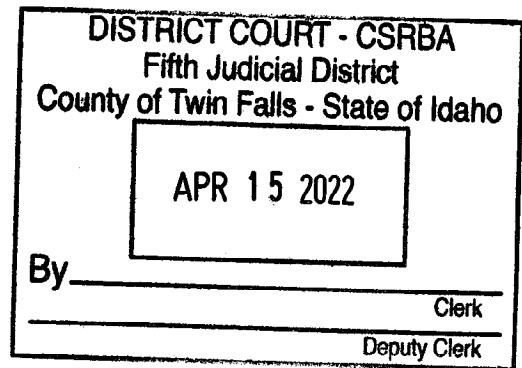 DISTRICT COURT - CSRBA
Fifth Judicial District
County of Twin Falls - State of Idaho
APR 15 2022
By
Clerk
Deputy Clerk